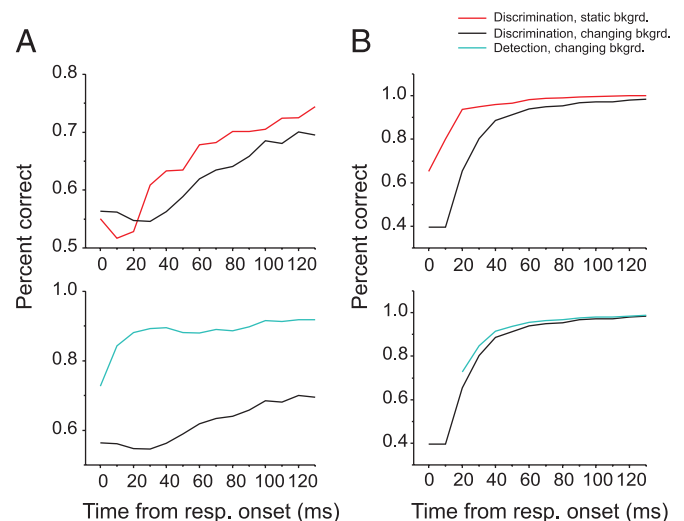 A
B
Discrimination, static bkgrd.
Discrimination, changing bkgrd.
Detection, changing bkgrd.
0.8
0.7
0.6
0.5
0 20 40 60 80 100 120
Percent correct
1.0
0.8
0.6
0.4
0 20 40 60 80 100 120
Percent correct
1.0
0.8
0.6
0 20 40 60 80 100 120
Time from resp. onset (ms)
1.0
0.8
0.6
0.4
0 20 40 60 80 100 120
Time from resp. onset (ms)